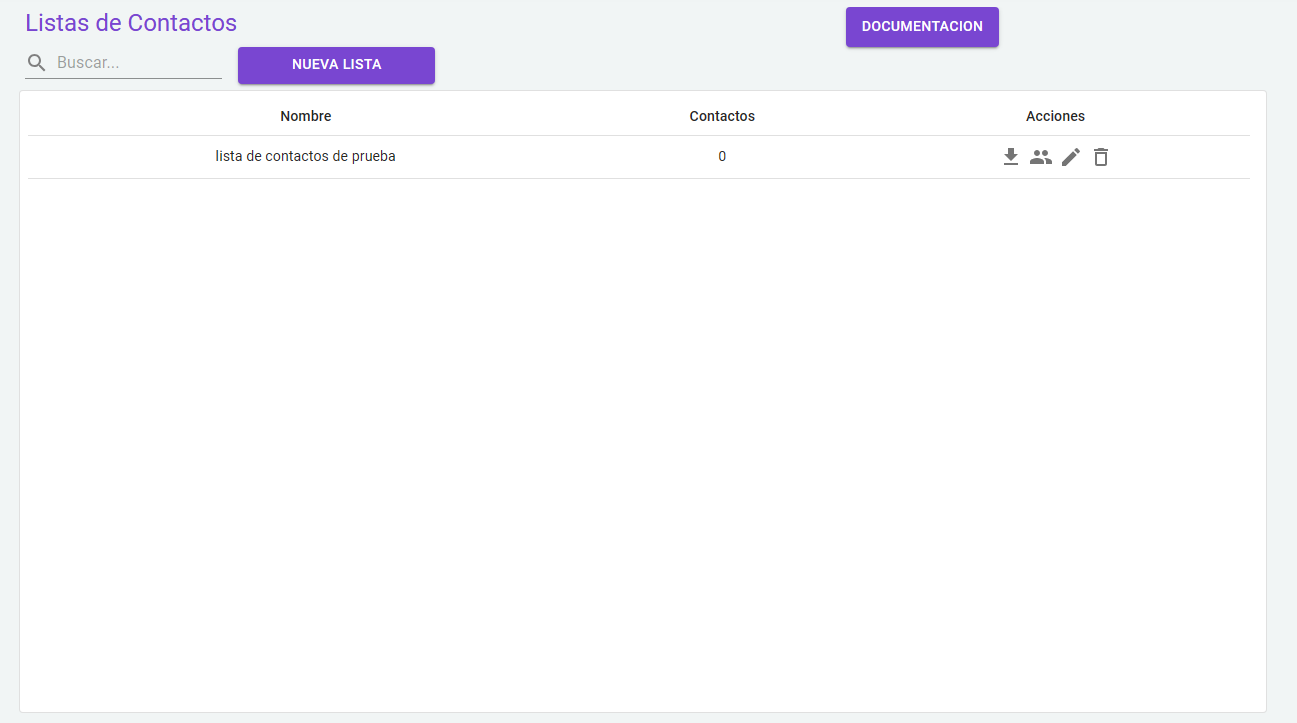 Listas de Contactos
DOCUMENTACION
Buscar...
NUEVA LISTA
Nombre Contactos Acciones
lista de contactos de prueba 0